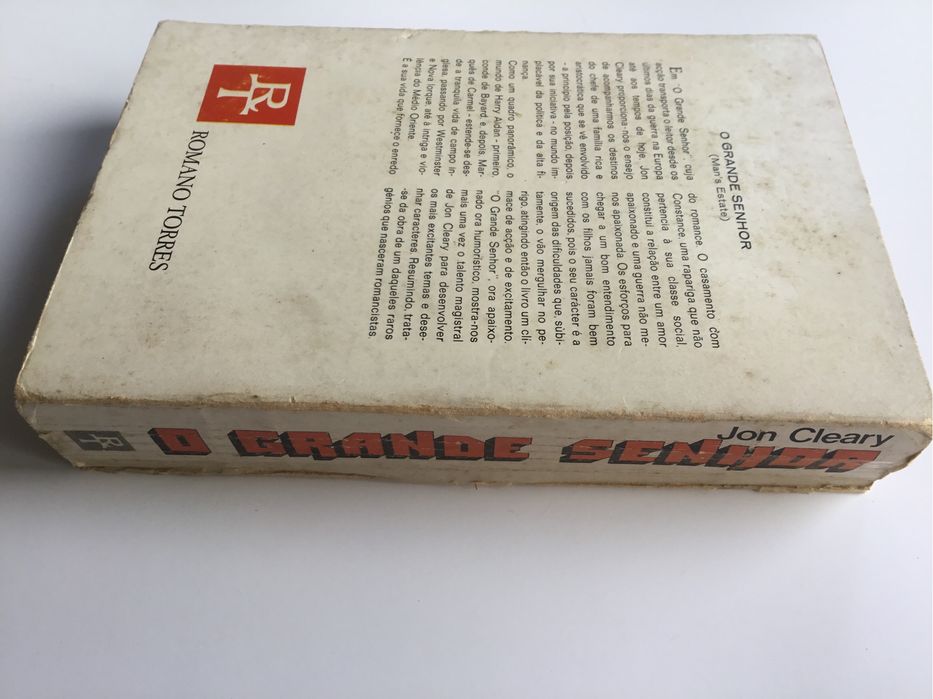 O GRANDE SENHOR
(Man's Estate)
Em "O Grande Senhor" cuja
acção transporta o leitor desde os
últimos dias da guerra na Europa
até aos tempos de hoje, Jon
Cleary proporciona-nos o ensejo
de acompanharmos os destinos
do chefe de uma família rica e
aristocrática que se vê envolvido
- a princípio pela posição, depois,
por sua iniciativa - no mundo im-
placável da política e da alta fi-
nança.
Como um quadro panorâmico, o
mundo de Harry Aidan - primeiro,
conde de Bayard, e, depois, Mar-
quês de Carmel - estende-se des-
de a tranquila vida de campo in-
glesa, passando por Westminster
e Nova Iorque, até à intriga e vio-
lência do Médio Oriente.
E a sua vida que fornece o enredo
do romance. O casamento com
Constance, uma rapariga que não
pertencia à sua classe social,
constitui a relação entre um amor
apaixonado e uma guerra não me-
nos apaixonada. Os esforços para
chegar a um bom entendimento
com os filhos jamais foram bem
sucedidos, pois o seu carácter é a
origem das dificuldades que, subi-
tamente, o vão mergulhar no pe-
rigo, atingindo então o livro um clí-
mace de acção e de excitamento.
"O Grande Senhor", ora apaixo-
nado ora humorístico, mostra-nos
mais uma vez o talento magistral
de Jon Cleary para desenvolver
os mais excitantes temas e dese-
nhar caracteres. Resumindo, trata-
-se da obra de um daqueles raros
génios que nasceram romancistas.
RT
ROMANO TORRES
Jon Cleary
O GRANDE SENHOR
RT